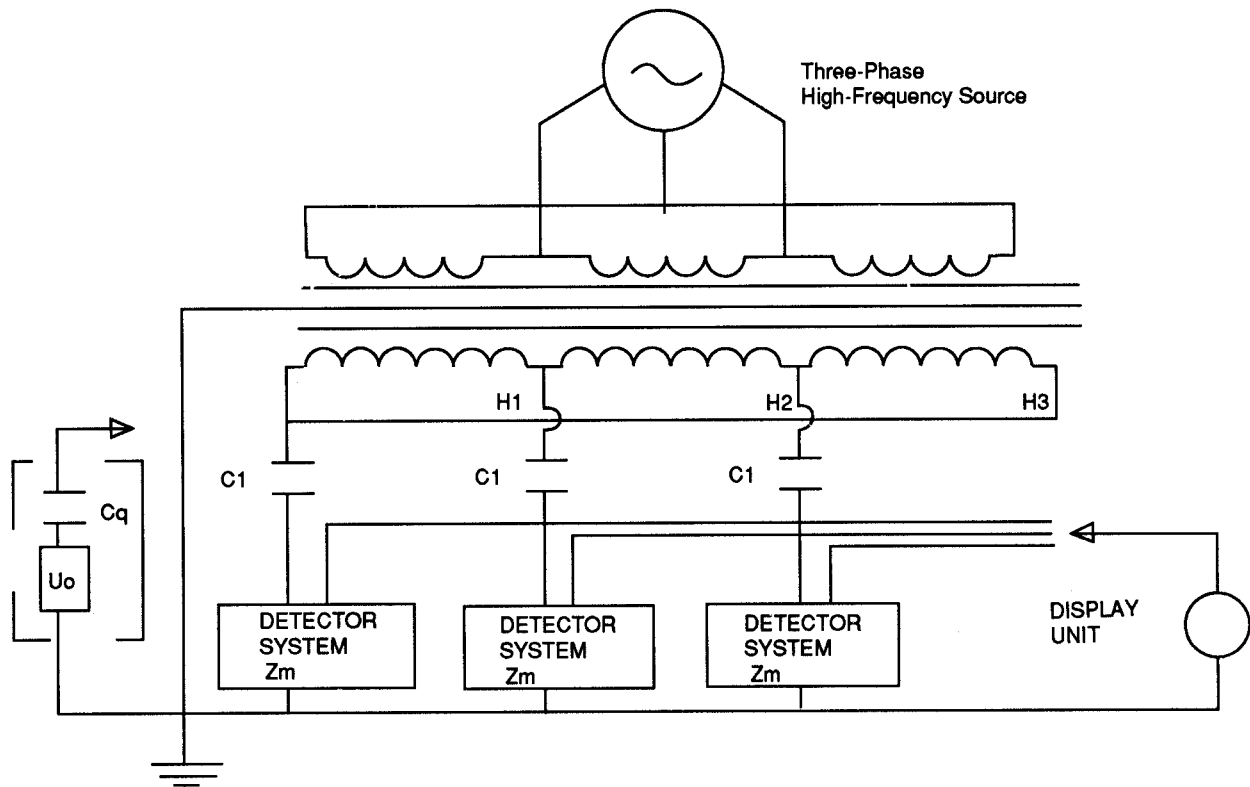 Three-Phase
High-Frequency Source
H1
H2
H3
C1
C1
C1
Cq
Uo
DETECTOR
SYSTEM
Zm
DETECTOR
SYSTEM
Zm
DETECTOR
SYSTEM
Zm
DISPLAY
UNIT